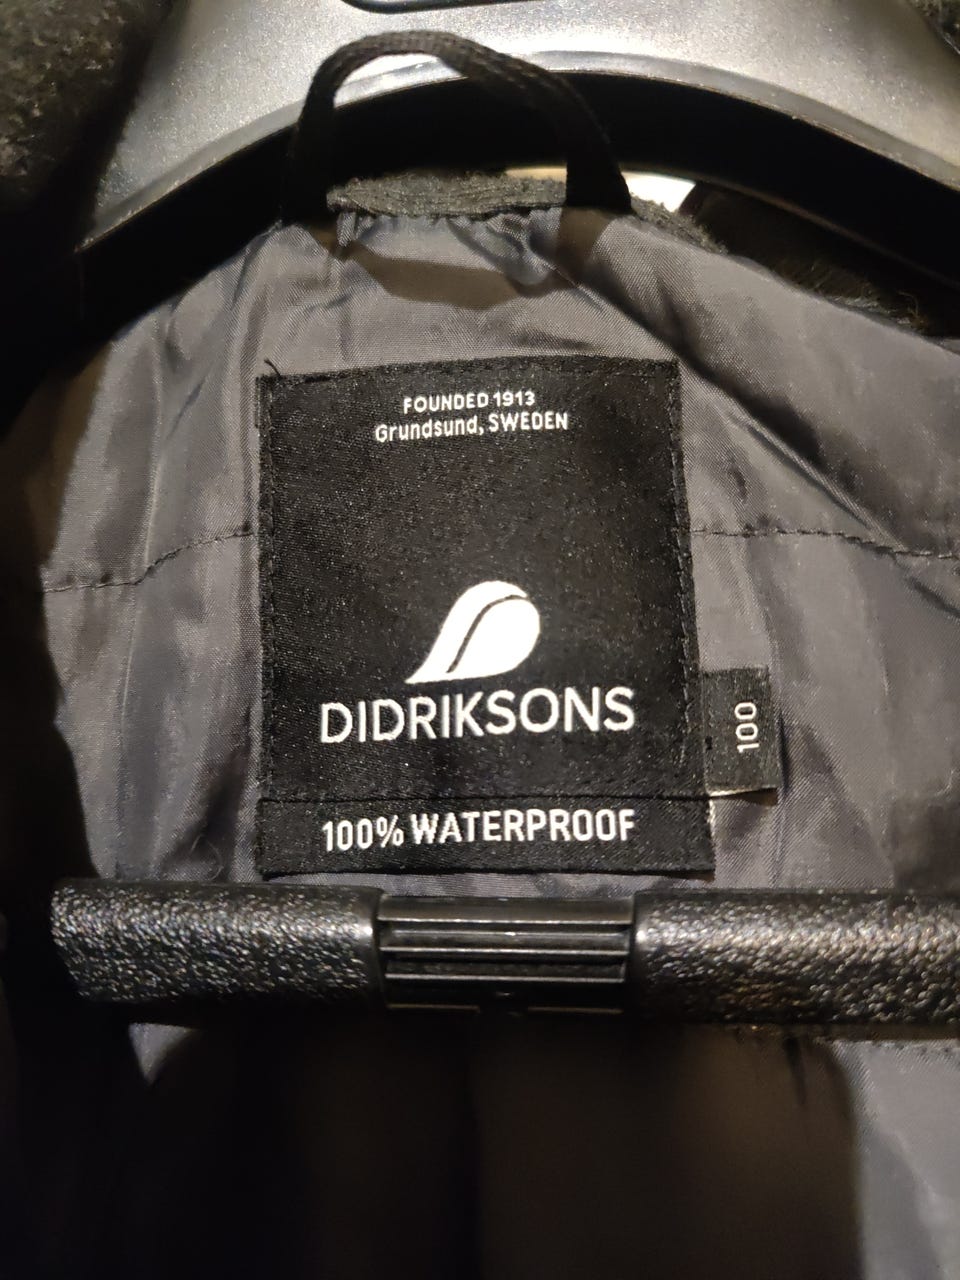 FOUNDED 1913
Grundsund, SWEDEN
DIDRIKSONS
100
100% WATERPROOF